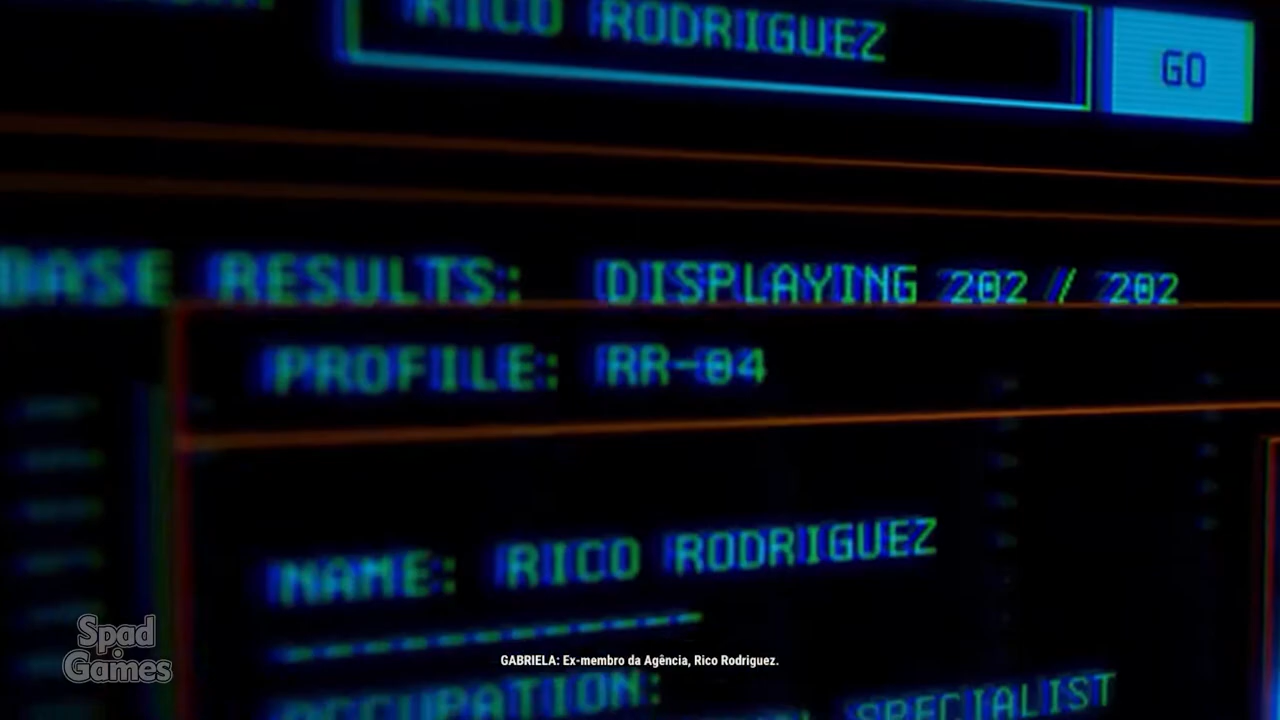 RICO RODRIGUEZ
GO
BASE RESULTS: DISPLAYING 202 // 202
PROFILE: RR-04
NAME: RICO RODRIGUEZ
OCCUPATION:
SPECIALIST
GABRIELA: Ex-membro da Agência, Rico Rodriguez.
Spad
Games